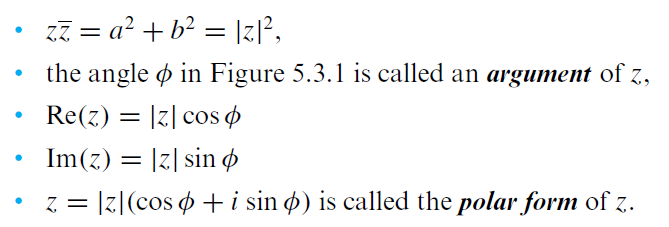 • zz̅ = a² + b² = |z|²,
• the angle ϕ in Figure 5.3.1 is called an argument of z,
• Re(z) = |z| cos ϕ
• Im(z) = |z| sin ϕ
• z = |z|(cos ϕ + i sin ϕ) is called the polar form of z.